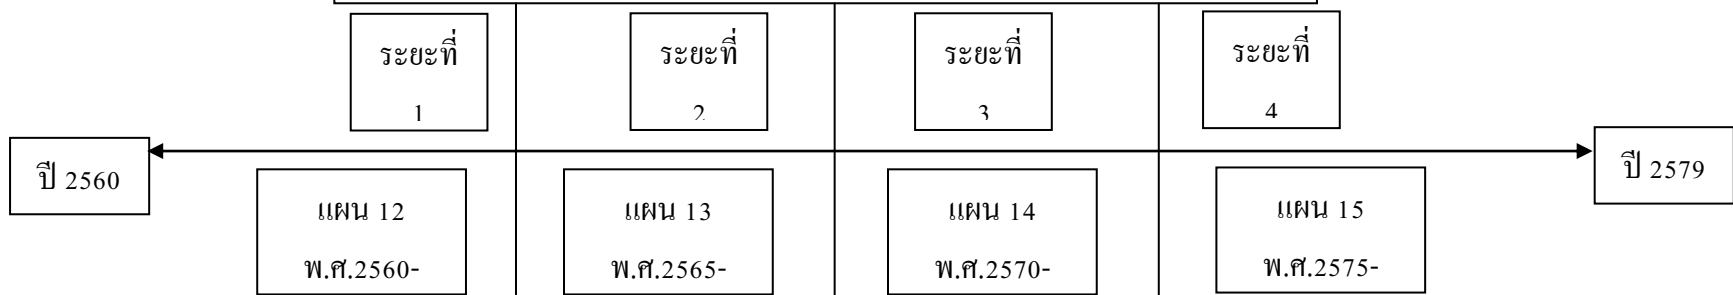 ระยะที่
1
ระยะที่
2
ระยะที่
3
ระยะที่
4
ปี 2560
ปี 2579
แผน 12
พ.ศ.2560-
แผน 13
พ.ศ.2565-
แผน 14
พ.ศ.2570-
แผน 15
พ.ศ.2575-